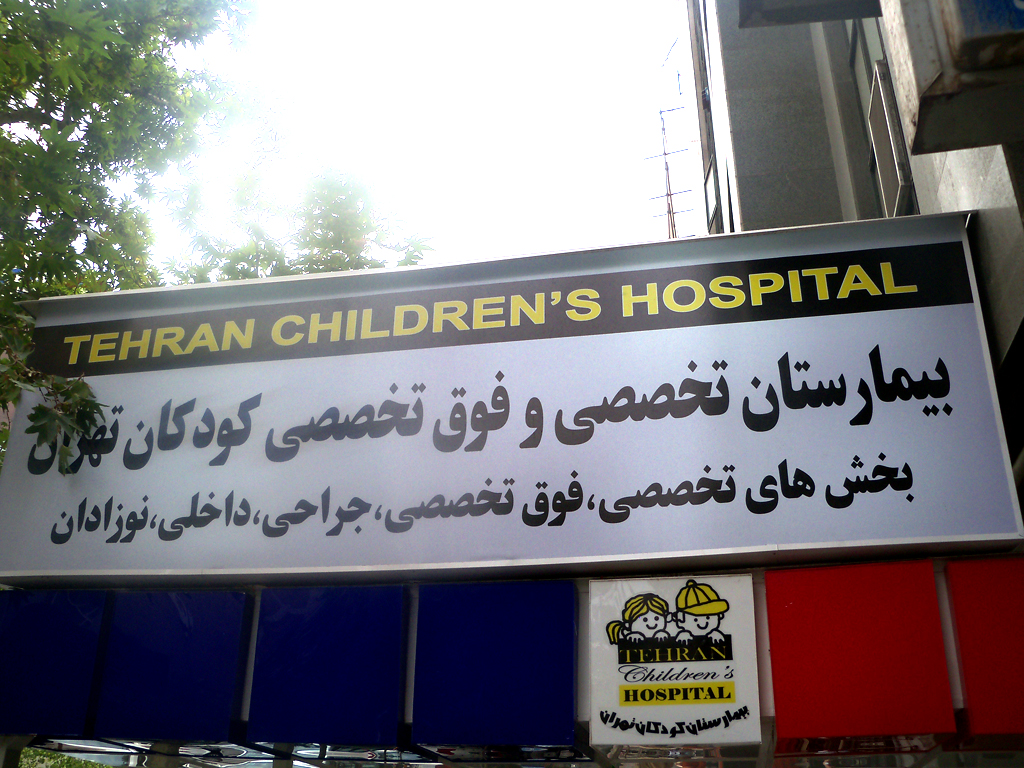 TEHRAN CHILDREN'S HOSPITAL
بیمارستان تخصصی و فوق تخصصی کودکان تهران
بخش های تخصصی،فوق تخصصی،جراحی،داخلی،نوزادان
TEHRAN
Children's
HOSPITAL
بیمارستان کودکان تهران